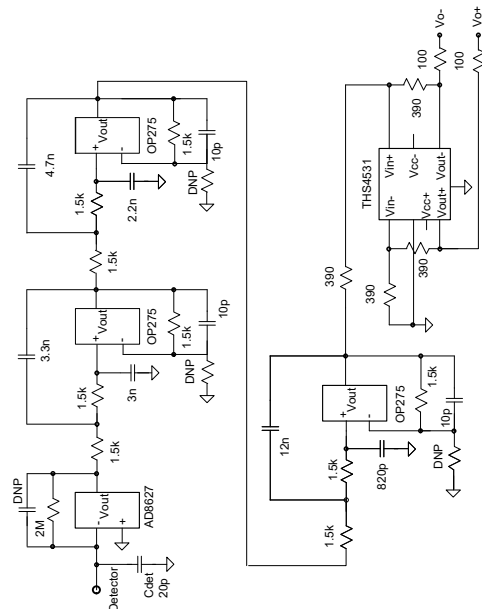 Detector
Cdet
20p
DNP
2M
- Vout
+
AD8627
1.5k
1.5k
3.3n
3n
+ Vout
-
OP275
1.5k
10p
DNP
1.5k
1.5k
4.7n
2.2n
+ Vout
-
OP275
1.5k
10p
DNP
1.5k
1.5k
12n
820p
+ Vout
-
OP275
1.5k
10p
DNP
390
390
390
390
THS4531
Vin+
Vcc-
Vout-
Vin-
Vcc+
Vout+
100
100
Vo-
Vo+